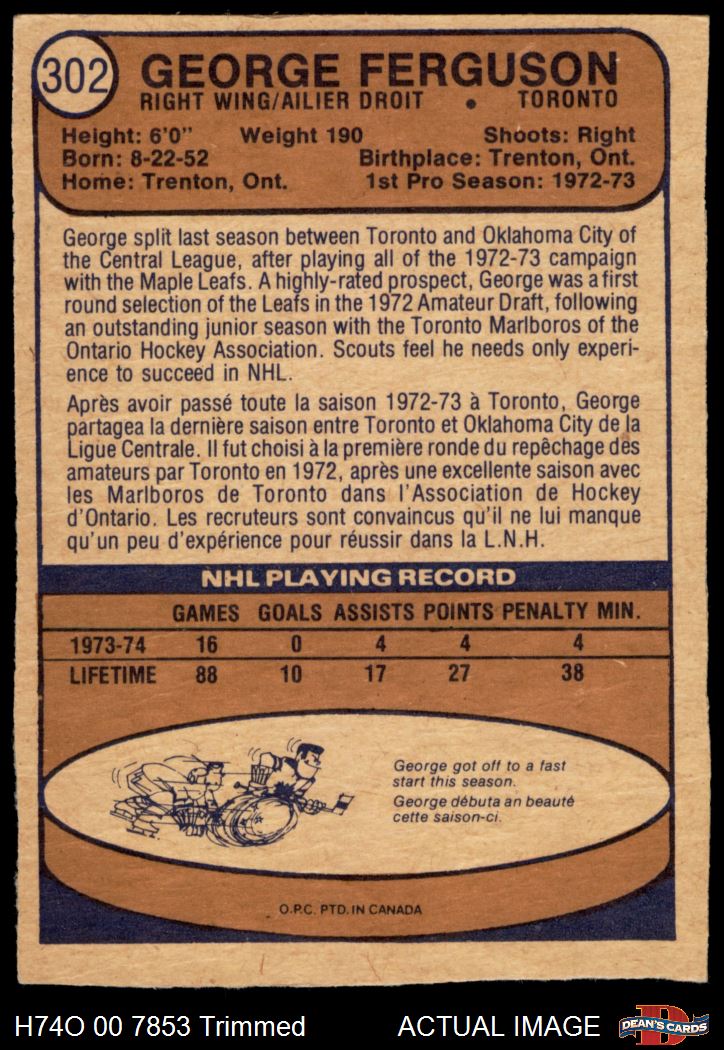 302 GEORGE FERGUSON
RIGHT WING/AILIER DROIT • TORONTO
Height: 6'0" Weight 190 Shoots: Right
Born: 8-22-52 Birthplace: Trenton, Ont.
Home: Trenton, Ont. 1st Pro Season: 1972-73
George split last season between Toronto and Oklahoma City of
the Central League, after playing all of the 1972-73 campaign
with the Maple Leafs. A highly-rated prospect, George was a first
round selection of the Leafs in the 1972 Amateur Draft, following
an outstanding junior season with the Toronto Marlboros of the
Ontario Hockey Association. Scouts feel he needs only experi-
ence to succeed in NHL.
Après avoir passé toute la saison 1972-73 à Toronto, George
partagea la dernière saison entre Toronto et Oklahoma City de la
Ligue Centrale. Il fut choisi à la première ronde du repêchage des
amateurs par Toronto en 1972, après une excellente saison avec
les Marlboros de Toronto dans l'Association de Hockey
d'Ontario. Les recruteurs sont convaincus qu'il ne lui manque
qu'un peu d'expérience pour réussir dans la L.N.H.
NHL PLAYING RECORD
GAMES GOALS ASSISTS POINTS PENALTY MIN.
1973-74 16 0 4 4 4
LIFETIME 88 10 17 27 38
George got off to a fast
start this season.
George débuta an beauté
cette saison-ci.
O.P.C. PTD. IN CANADA
H74O 00 7853 Trimmed ACTUAL IMAGE D DEAN'S CARDS